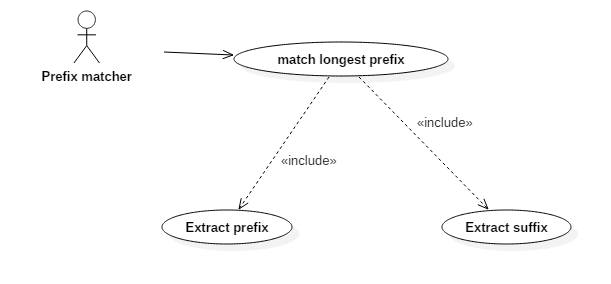 Prefix matcher
match longest prefix
«include»
«include»
Extract prefix
Extract suffix